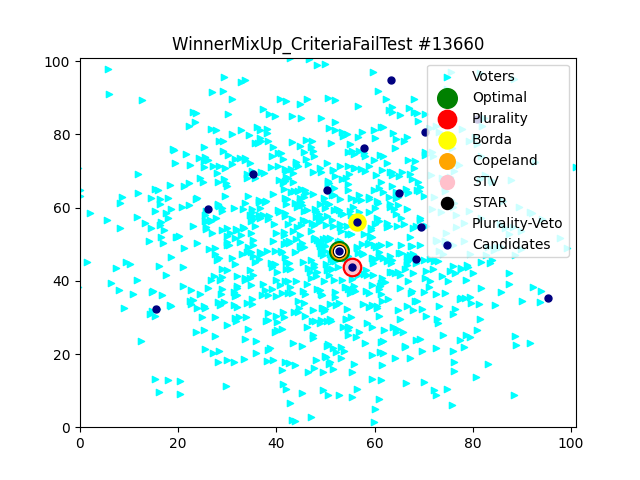 WinnerMixUp_CriteriaFailTest #13660
Voters
Optimal
Plurality
Borda
Copeland
STV
STAR
Plurality-Veto
Candidates
100
80
60
40
20
0
0 20 40 60 80 100